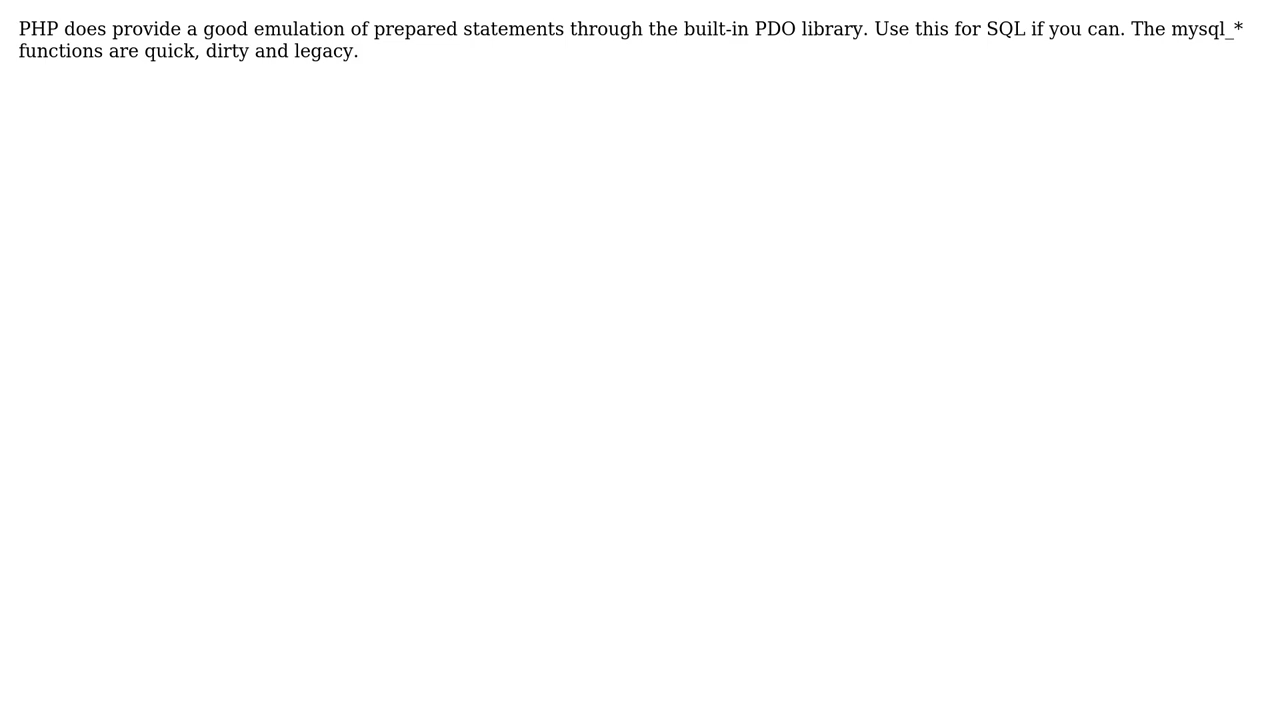 PHP does provide a good emulation of prepared statements through the built-in PDO library. Use this for SQL if you can. The mysql_*
functions are quick, dirty and legacy.